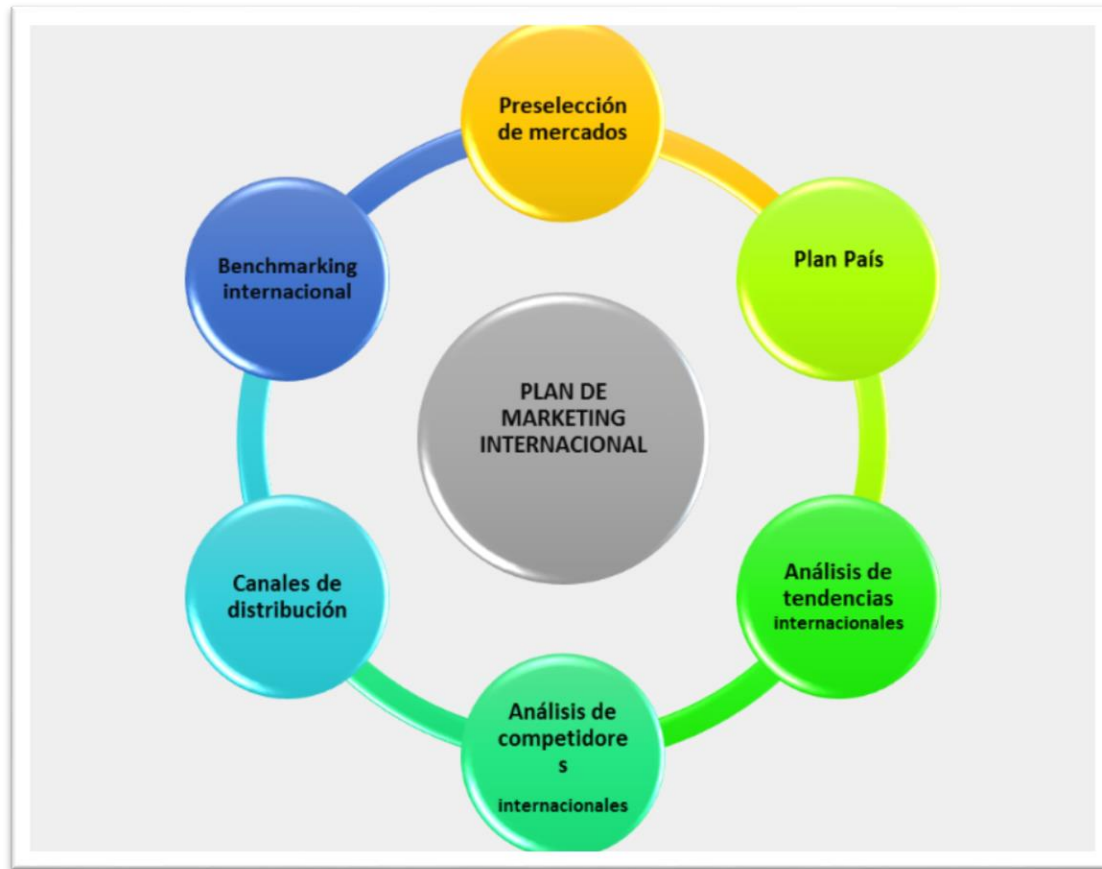 Preselección
de mercados
Plan País
Análisis de
tendencias
internacionales
Análisis de
competidore
s
internacionales
Canales de
distribución
Benchmarking
internacional
PLAN DE
MARKETING
INTERNACIONAL